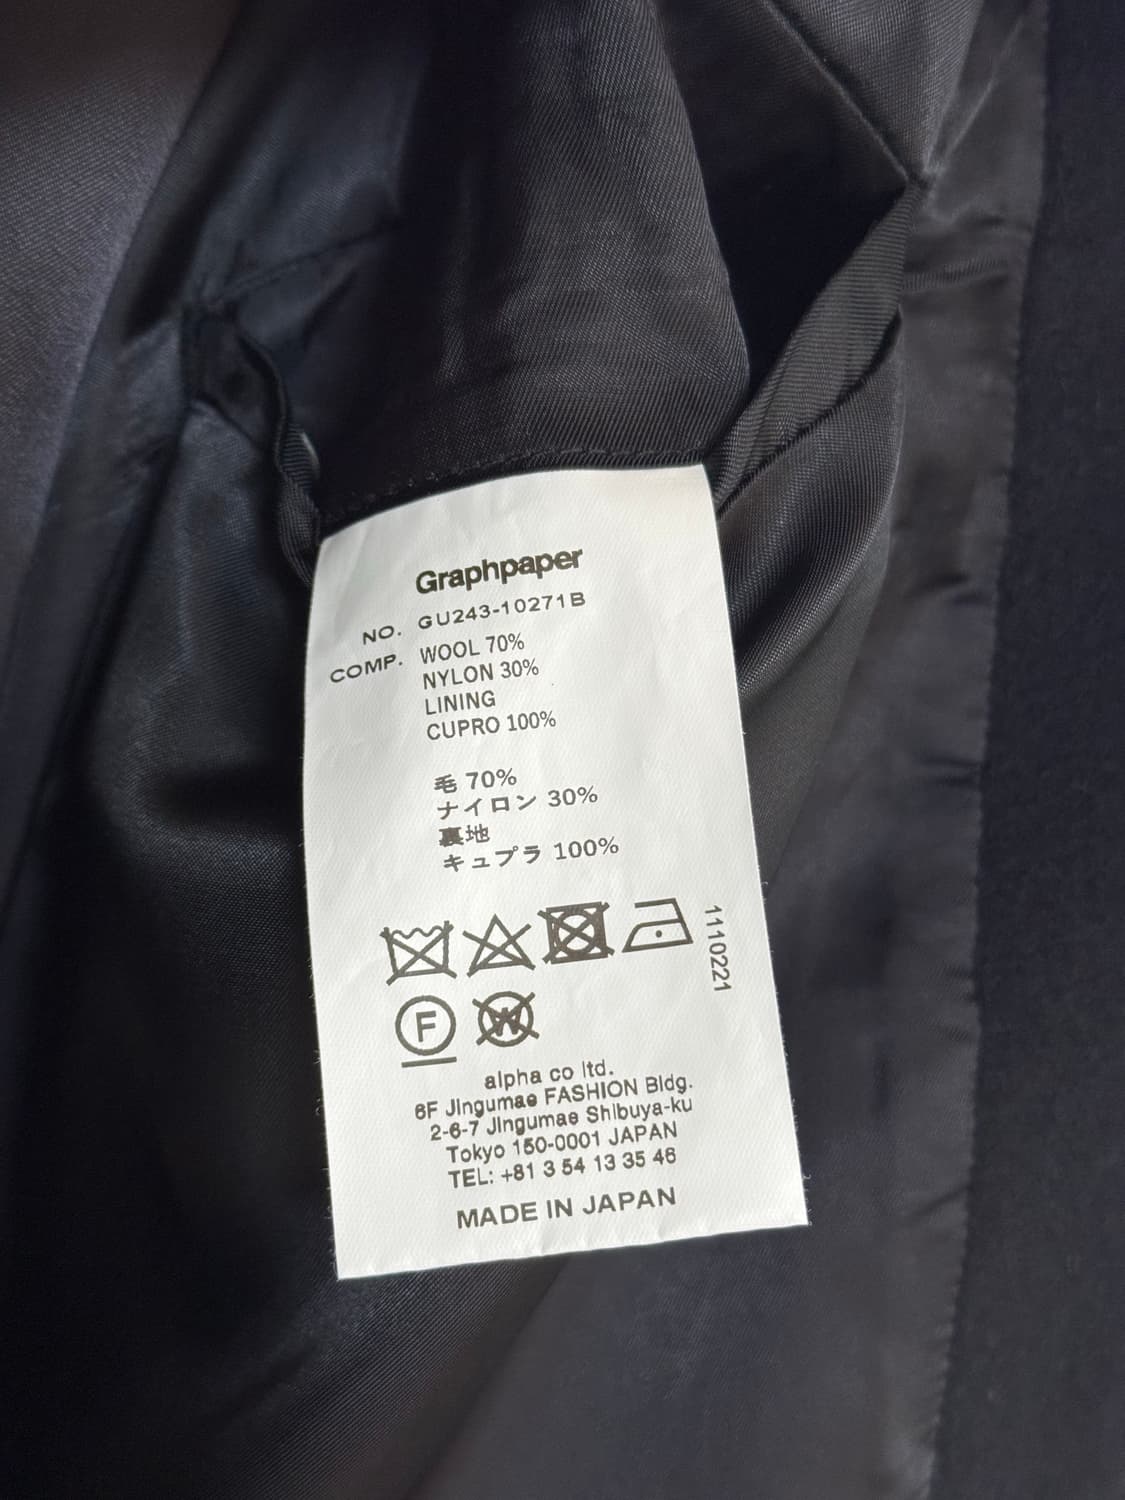 Graphpaper
NO. GU243-10271B
COMP. WOOL 70%
NYLON 30%
LINING
CUPRO 100%
毛 70%
ナイロン 30%
裏地
キュプラ 100%
1110221
F
W
alpha co ltd.
6F Jingumae FASHION Bldg.
2-6-7 Jingumae Shibuya-ku
Tokyo 150-0001 JAPAN
TEL: +81 3 54 13 35 46
MADE IN JAPAN